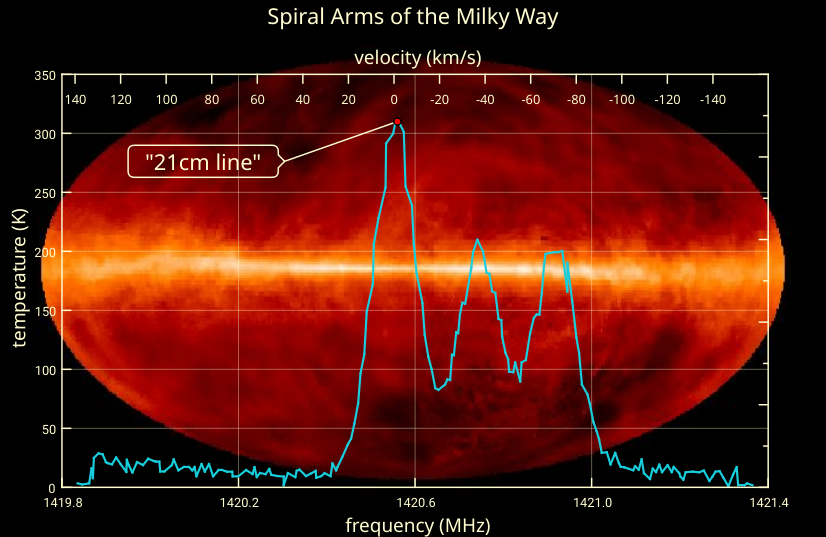 Spiral Arms of the Milky Way
velocity (km/s)
140 120 100 80 60 40 20 0 -20 -40 -60 -80 -100 -120 -140
350
300
"21cm line"
250
200
150
100
50
0
temperature (K)
1419.8 1420.2 1420.6 1421.0 1421.4
frequency (MHz)